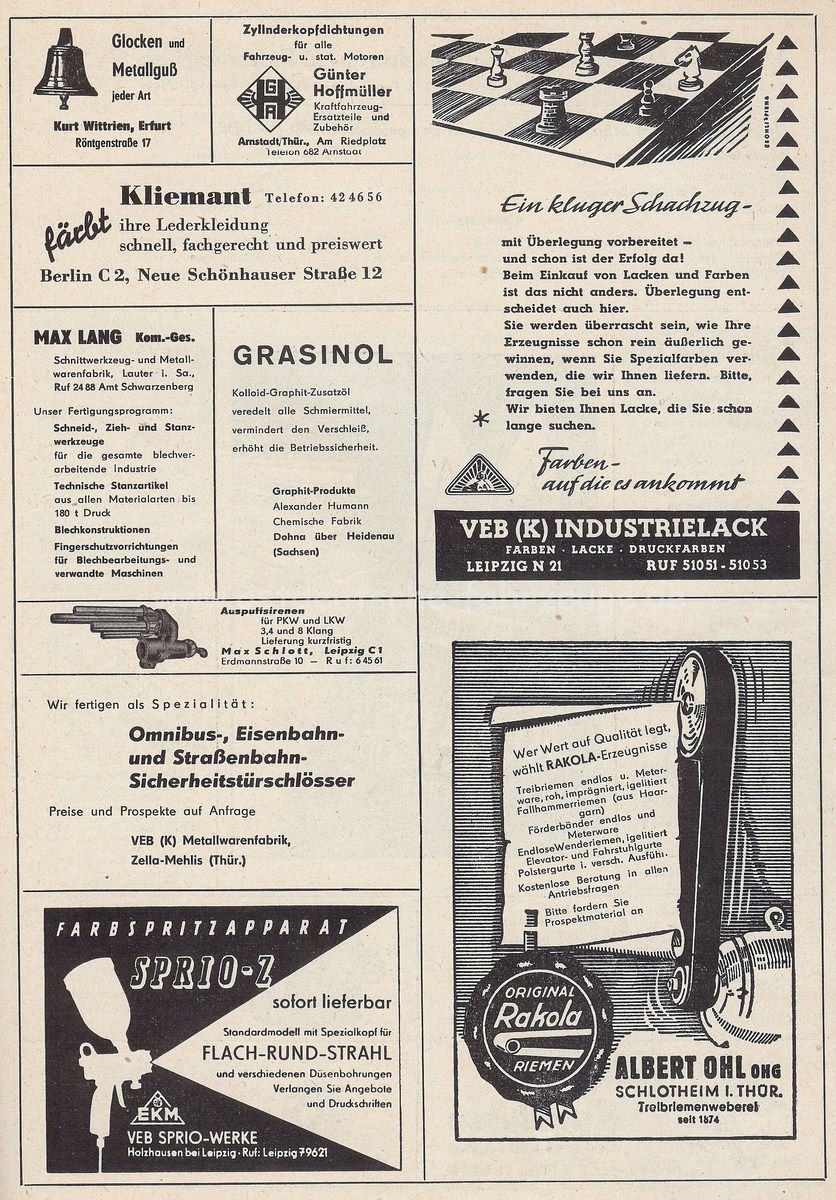 Glocken und
Metallguß
jeder Art
Kurt Wittrien, Erfurt
Röntgenstraße 17
Zylinderkopfdichtungen
für alle
Fahrzeug- u. stat. Motoren
HGA
Günter
Hoffmüller
Kraftfahrzeug-
Ersatzteile und
Zubehör
Arnstadt/Thür., Am Riedplatz
Telefon 682 Arnstadt
Kliemant Telefon: 42 46 56
färbt ihre Lederkleidung
schnell, fachgerecht und preiswert
Berlin C 2, Neue Schönhauser Straße 12
MAX LANG Kom.-Ges.
Schnittwerkzeug- und Metall-
warenfabrik, Lauter i. Sa.,
Ruf 24 88 Amt Schwarzenberg
Unser Fertigungsprogramm:
Schneid-, Zieh- und Stanz-
werkzeuge
für die gesamte blechver-
arbeitende Industrie
Technische Stanzartikel
aus allen Materialarten bis
180 t Druck
Blechkonstruktionen
Fingerschutzvorrichtungen
für Blechbearbeitungs- und
verwandte Maschinen
GRASINOL
Kolloid-Graphit-Zusatzöl
veredelt alle Schmiermittel,
vermindert den Verschleiß,
erhöht die Betriebssicherheit.
Graphit-Produkte
Alexander Humann
Chemische Fabrik
Dohna über Heidenau
(Sachsen)
Auspuffsirenen
für PKW und LKW
3,4 und 8 Klang
Lieferung kurzfristig
Max Schlott, Leipzig C1
Erdmannstraße 10 — Ruf: 64561
Wir fertigen als Spezialität:
Omnibus-, Eisenbahn-
und Straßenbahn-
Sicherheitstürschlösser
Preise und Prospekte auf Anfrage
VEB (K) Metallwarenfabrik,
Zella-Mehlis (Thür.)
FARBSPRITZAPPARAT
SPRIO-Z
sofort lieferbar
Standardmodell mit Spezialkopf für
FLACH-RUND-STRAHL
und verschiedenen Düsenbohrungen
Verlangen Sie Angebote
und Druckschriften
EKM
VEB SPRIO-WERKE
Holzhausen bei Leipzig · Ruf: Leipzig 79621
Ein kluger Schachzug -
mit Überlegung vorbereitet –
und schon ist der Erfolg da!
Beim Einkauf von Lacken und Farben
ist das nicht anders. Überlegung ent-
scheidet auch hier.
Sie werden überrascht sein, wie Ihre
Erzeugnisse schon rein äußerlich ge-
winnen, wenn Sie Spezialfarben ver-
wenden, die wir Ihnen liefern. Bitte,
fragen Sie bei uns an.
* Wir bieten Ihnen Lacke, die Sie schon
lange suchen.
Farben -
auf die es ankommt
VEB (K) INDUSTRIELACK
FARBEN · LACKE · DRUCKFARBEN
LEIPZIG N 21 RUF 51051 - 51053
Wer Wert auf Qualität legt,
wählt RAKOLA-Erzeugnisse
Treibriemen endlos u. Meter-
ware, roh, imprägniert, igelitiert
Fallhammerriemen (aus Haar-
garn)
Förderbänder endlos und
Meterware
Endlose Wenderiemen, igelitiert
Elevator- und Fahrstuhlgurte
Polstergurte i. versch. Ausführ.
Kostenlose Beratung in allen
Antriebsfragen
Bitte fordern Sie
Prospektmaterial an
ORIGINAL
Rakola
RIEMEN
ALBERT OHL OHG
SCHLOTHEIM I. THÜR.
Treibriemenweberei
seit 1874